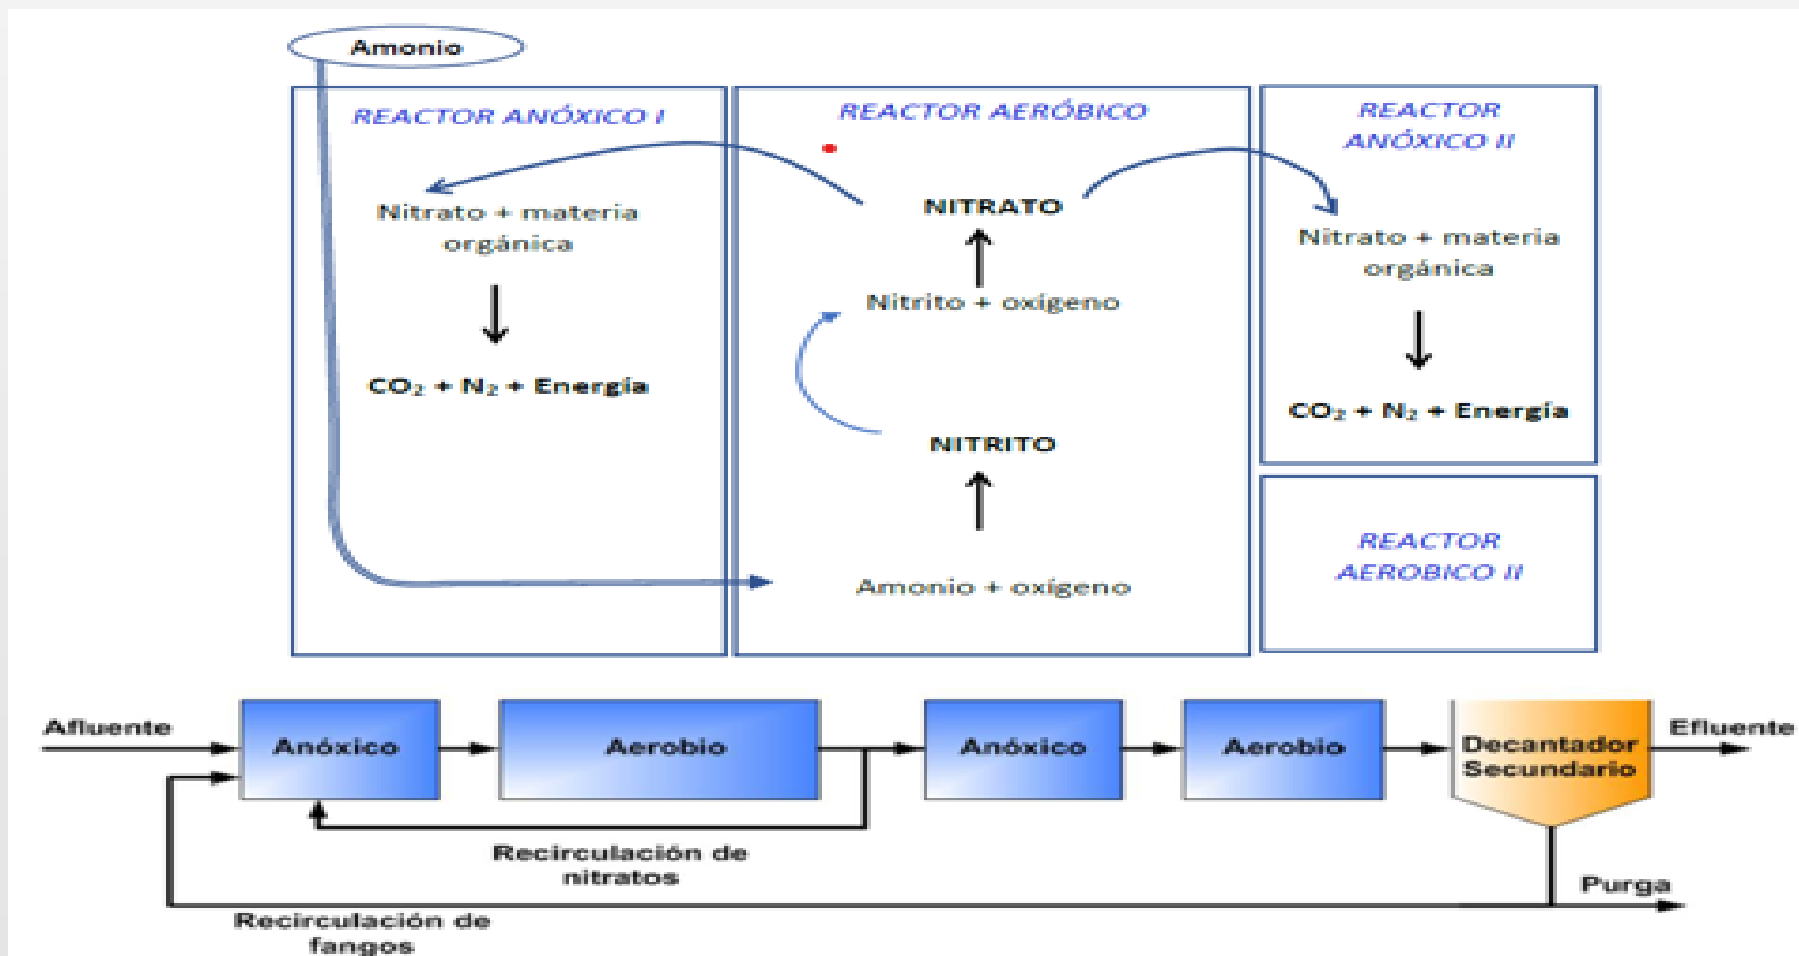 Amonio
REACTOR ANÓXICO I
Nitrato + materia
orgánica
CO₂ + N₂ + Energía
REACTOR AERÓBICO
NITRATO
Nitrito + oxígeno
NITRITO
Amonio + oxígeno
REACTOR
ANÓXICO II
Nitrato + materia
orgánica
CO₂ + N₂ + Energía
REACTOR
AEROBICO II
Afluente
Anóxico
Aerobio
Anóxico
Aerobio
Decantador
Secundario
Efluente
Recirculación de
nitratos
Purga
Recirculación de
fangos